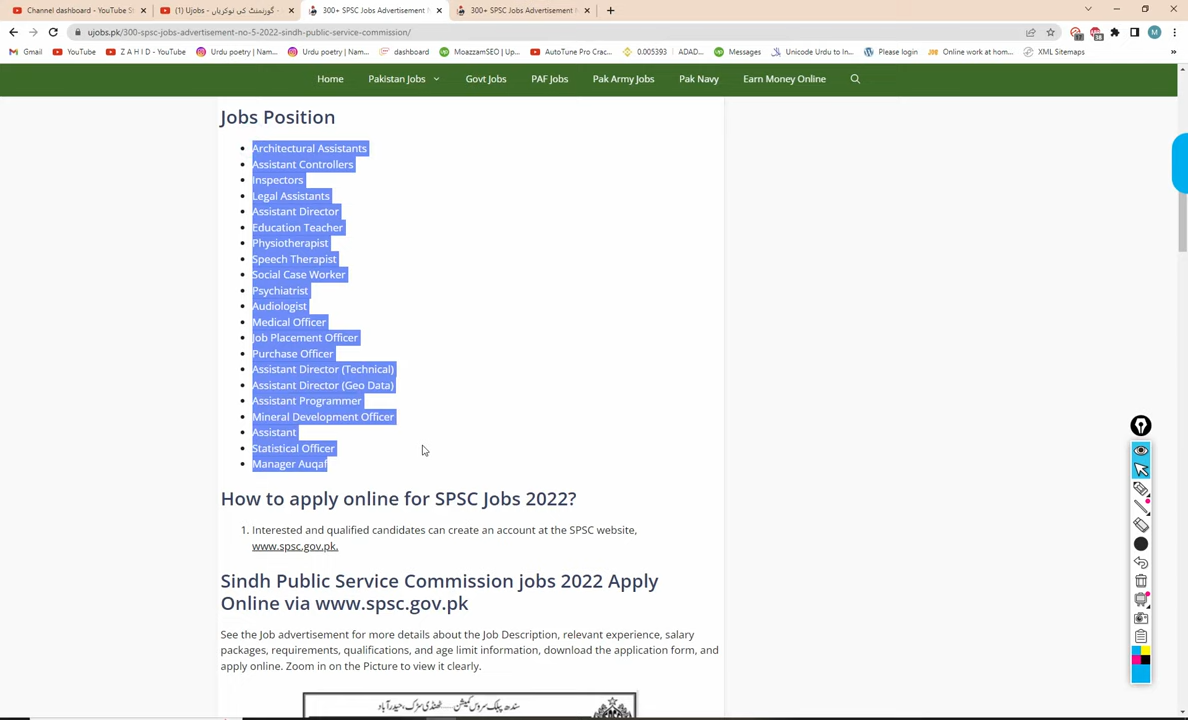 Channel dashboard - YouTube St
(1) Ujobs - گورنمنٹ کی نوکریاں
300+ SPSC Jobs Advertisement N
300+ SPSC Jobs Advertisement N
ujobs.pk/300-spsc-jobs-advertisement-no-5-2022-sindh-public-service-commission/
M
Gmail
YouTube
Z A H I D - YouTube
Urdu poetry | Nam...
Urdu poetry | Nam...
dashboard
MoazzamSEO | Up...
AutoTune Pro Crac...
0.005393 | ADAD...
Messages
Unicode Urdu to In...
Please login
Online work at hom...
XML Sitemaps
Home
Pakistan Jobs
Govt Jobs
PAF Jobs
Pak Army Jobs
Pak Navy
Earn Money Online
Jobs Position
Architectural Assistants
Assistant Controllers
Inspectors
Legal Assistants
Assistant Director
Education Teacher
Physiotherapist
Speech Therapist
Social Case Worker
Psychiatrist
Audiologist
Medical Officer
Job Placement Officer
Purchase Officer
Assistant Director (Technical)
Assistant Director (Geo Data)
Assistant Programmer
Mineral Development Officer
Assistant
Statistical Officer
Manager Auqaf
How to apply online for SPSC Jobs 2022?
1. Interested and qualified candidates can create an account at the SPSC website,
www.spsc.gov.pk.
Sindh Public Service Commission jobs 2022 Apply
Online via www.spsc.gov.pk
See the Job advertisement for more details about the Job Description, relevant experience, salary
packages, requirements, qualifications, and age limit information, download the application form, and
apply online. Zoom in on the Picture to view it clearly.
سندھ پبلک سروس کمیشن ـــ ٹھنڈی سڑک، حیدرآباد